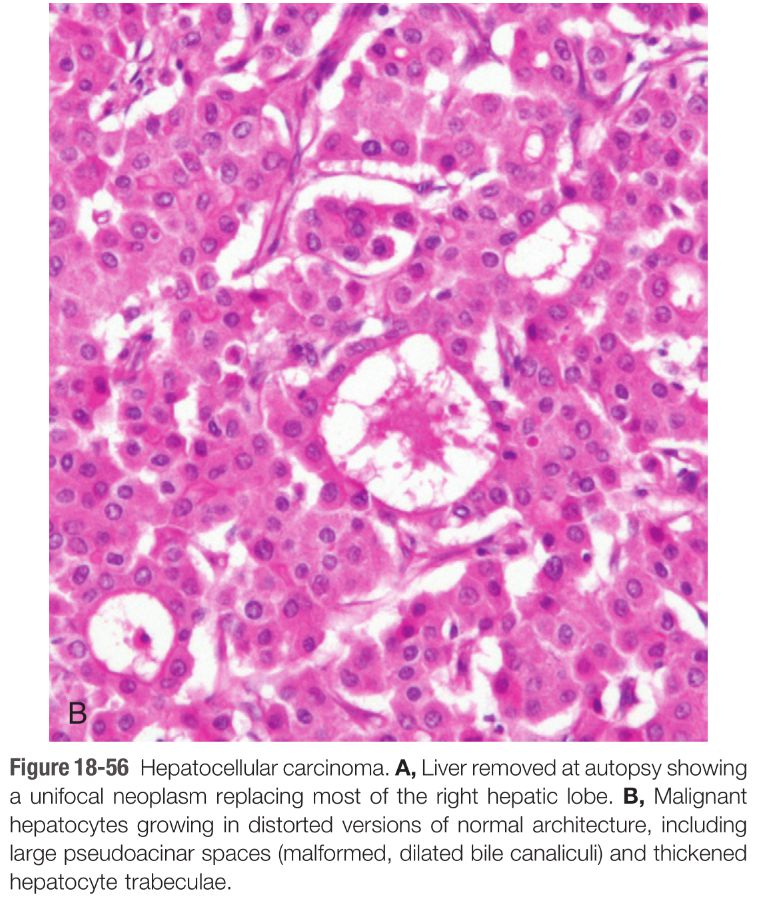 B
Figure 18-56 Hepatocellular carcinoma. A, Liver removed at autopsy showing
a unifocal neoplasm replacing most of the right hepatic lobe. B, Malignant
hepatocytes growing in distorted versions of normal architecture, including
large pseudoacinar spaces (malformed, dilated bile canaliculi) and thickened
hepatocyte trabeculae.